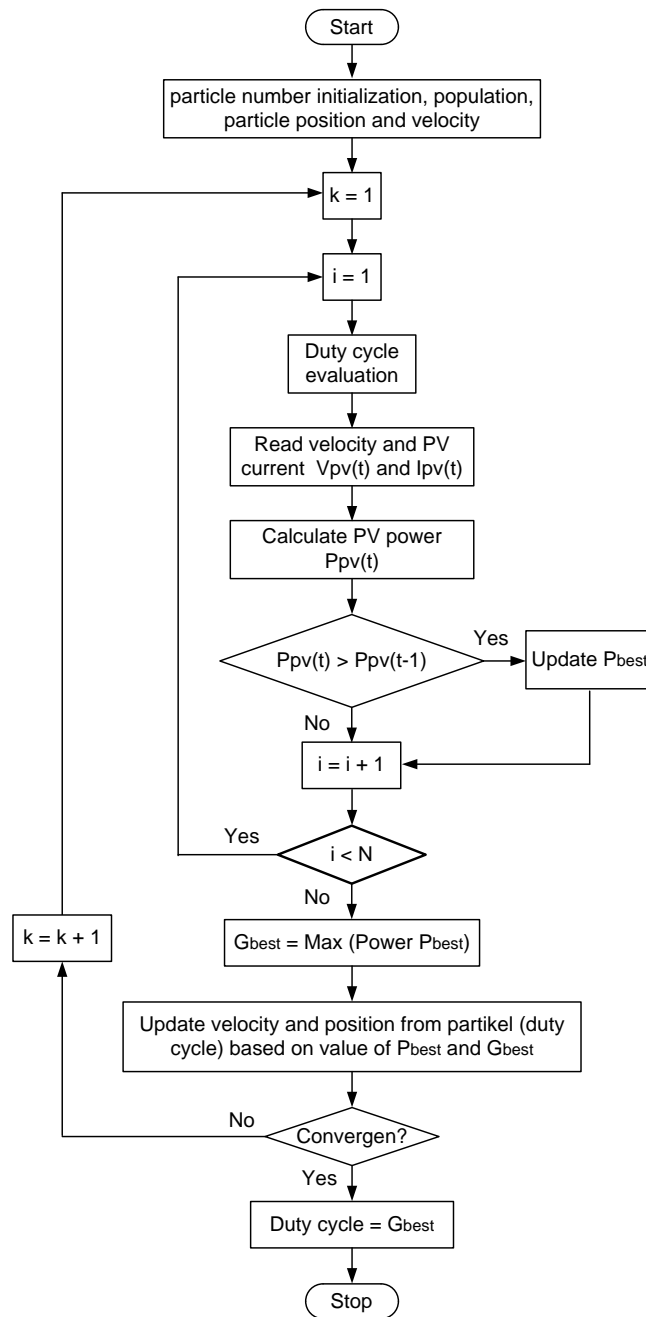 Start
particle number initialization, population,
particle position and velocity
k = 1
i = 1
Duty cycle
evaluation
Read velocity and PV
current Vpv(t) and Ipv(t)
Calculate PV power
Ppv(t)
Ppv(t) > Ppv(t-1)
Yes
Update Pbest
No
i = i + 1
Yes
i < N
No
k = k + 1
Gbest = Max (Power Pbest)
Update velocity and position from partikel (duty
cycle) based on value of Pbest and Gbest
No
Convergen?
Yes
Duty cycle = Gbest
Stop